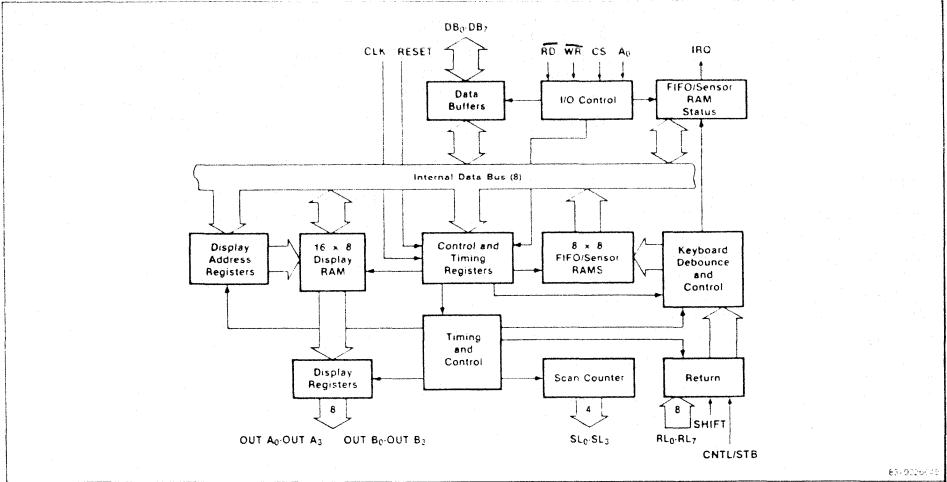 DB₀-DB₇
CLK RESET R̅D̅ W̅R̅ CS A₀ IRQ
Data
Buffers
I/O Control
FIFO/Sensor
RAM
Status
Internal Data Bus (8)
Display
Address
Registers
16 × 8
Display
RAM
Control and
Timing
Registers
8 × 8
FIFO/Sensor
RAMS
Keyboard
Debounce
and
Control
Timing
and
Control
Display
Registers
Scan Counter
Return
8
4
8
SHIFT
OUT A₀-OUT A₃ OUT B₀-OUT B₃
SL₀-SL₃
RL₀-RL₇
CNTL/STB